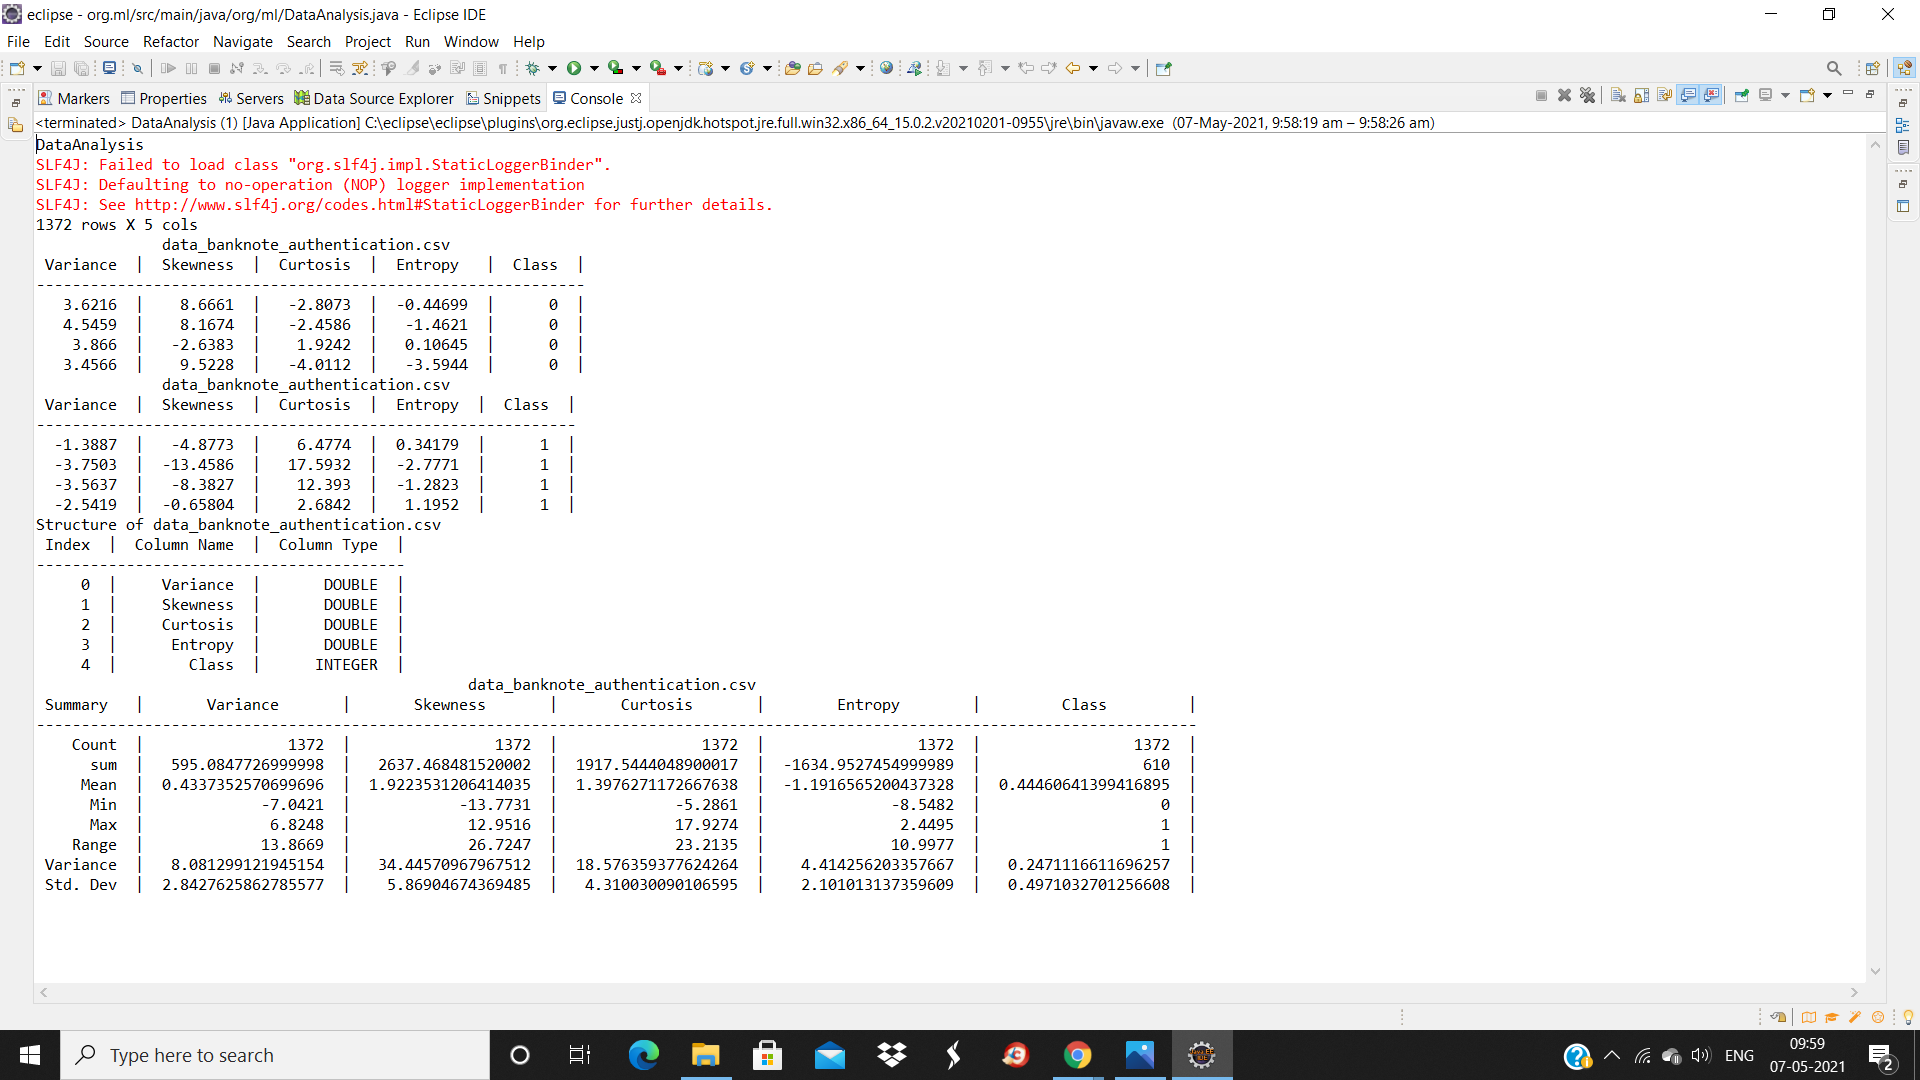 eclipse - org.ml/src/main/java/org/ml/DataAnalysis.java - Eclipse IDE
File Edit Source Refactor Navigate Search Project Run Window Help
Markers Properties Servers Data Source Explorer Snippets Console
<terminated> DataAnalysis (1) [Java Application] C:\eclipse\eclipse\plugins\org.eclipse.justj.openjdk.hotspot.jre.full.win32.x86_64_15.0.2.v20210201-0955\jre\bin\javaw.exe (07-May-2021, 9:58:19 am – 9:58:26 am)
DataAnalysis
SLF4J: Failed to load class "org.slf4j.impl.StaticLoggerBinder".
SLF4J: Defaulting to no-operation (NOP) logger implementation
SLF4J: See http://www.slf4j.org/codes.html#StaticLoggerBinder for further details.
1372 rows X 5 cols
data_banknote_authentication.csv
Variance | Skewness | Curtosis | Entropy | Class |
-------------------------------------------------------------
3.6216 | 8.6661 | -2.8073 | -0.44699 | 0 |
4.5459 | 8.1674 | -2.4586 | -1.4621 | 0 |
3.866 | -2.6383 | 1.9242 | 0.10645 | 0 |
3.4566 | 9.5228 | -4.0112 | -3.5944 | 0 |
data_banknote_authentication.csv
Variance | Skewness | Curtosis | Entropy | Class |
------------------------------------------------------------
-1.3887 | -4.8773 | 6.4774 | 0.34179 | 1 |
-3.7503 | -13.4586 | 17.5932 | -2.7771 | 1 |
-3.5637 | -8.3827 | 12.393 | -1.2823 | 1 |
-2.5419 | -0.65804 | 2.6842 | 1.1952 | 1 |
Structure of data_banknote_authentication.csv
Index | Column Name | Column Type |
-----------------------------------------
0 | Variance | DOUBLE |
1 | Skewness | DOUBLE |
2 | Curtosis | DOUBLE |
3 | Entropy | DOUBLE |
4 | Class | INTEGER |
data_banknote_authentication.csv
Summary | Variance | Skewness | Curtosis | Entropy | Class |
---------------------------------------------------------------------------------------------------------------------------------
Count | 1372 | 1372 | 1372 | 1372 | 1372 |
sum | 595.0847726999998 | 2637.468481520002 | 1917.5444048900017 | -1634.9527454999989 | 610 |
Mean | 0.4337352570699696 | 1.9223531206414035 | 1.3976271172667638 | -1.1916565200437328 | 0.44460641399416895 |
Min | -7.0421 | -13.7731 | -5.2861 | -8.5482 | 0 |
Max | 6.8248 | 12.9516 | 17.9274 | 2.4495 | 1 |
Range | 13.8669 | 26.7247 | 23.2135 | 10.9977 | 1 |
Variance | 8.081299121945154 | 34.44570967967512 | 18.576359377624264 | 4.414256203357667 | 0.2471116611696257 |
Std. Dev | 2.8427625862785577 | 5.86904674369485 | 4.310030090106595 | 2.101013137359609 | 0.4971032701256608 |
Type here to search
ENG
09:59
07-05-2021
2